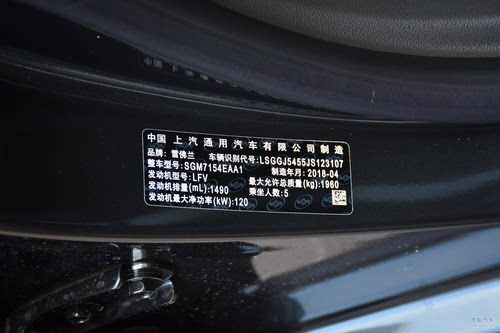 中国 上汽通用汽车有限公司制造
品牌：雪佛兰 车辆识别代号：LSGGJ5455JS123107
整车型号：SGM7154EAA1 制造年月：2018-04
发动机型号：LFV 最大允许总质量(kg)：1960
发动机排量(mL)：1490 乘坐人数：5
发动机最大净功率(kW)：120